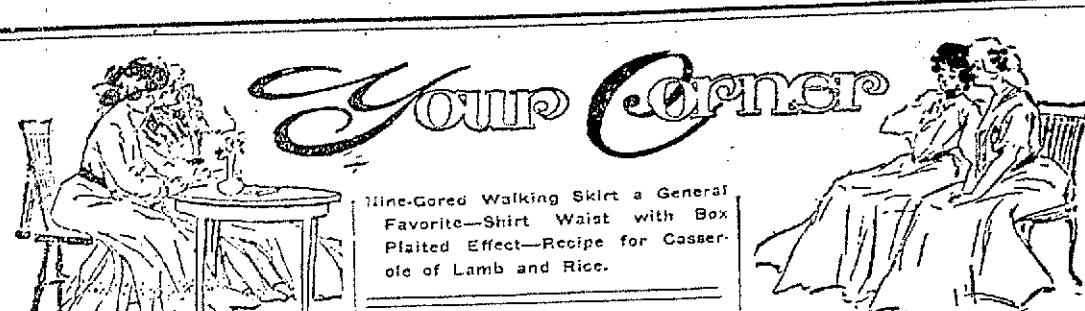 Your Corner
Nine-Gored Walking Skirt a General
Favorite—Shirt Waist with Box
Plaited Effect—Recipe for Casser-
ole of Lamb and Rice.